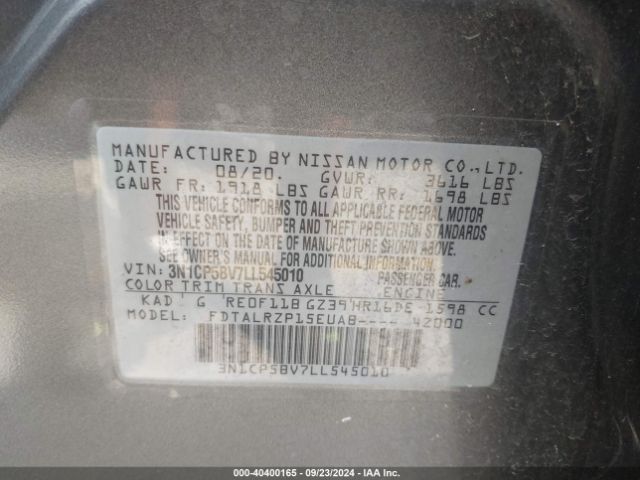 MANUFACTURED BY NISSAN MOTOR CO., LTD.
DATE: 08/20. GVWR: 3616 LBS
GAWR FR: 1918 LBS GAWR RR: 1698 LBS
THIS VEHICLE CONFORMS TO ALL APPLICABLE FEDERAL MOTOR
VEHICLE SAFETY, BUMPER AND THEFT PREVENTION STANDARDS
IN EFFECT ON THE DATE OF MANUFACTURE SHOWN ABOVE.
SEE OWNER'S MANUAL FOR ADDITIONAL INFORMATION.
VIN: 3N1CP5BV7LL545010 PASSENGER CAR.
COLOR TRIM TRANS AXLE ENGINE
KAD G RE0F11B GZ39 HR16DE 1598 CC
MODEL: FDTALRZP15EUAB---- 42000
3N1CP5BV7LL545010
000-40400165 - 09/23/2024 - IAA Inc.